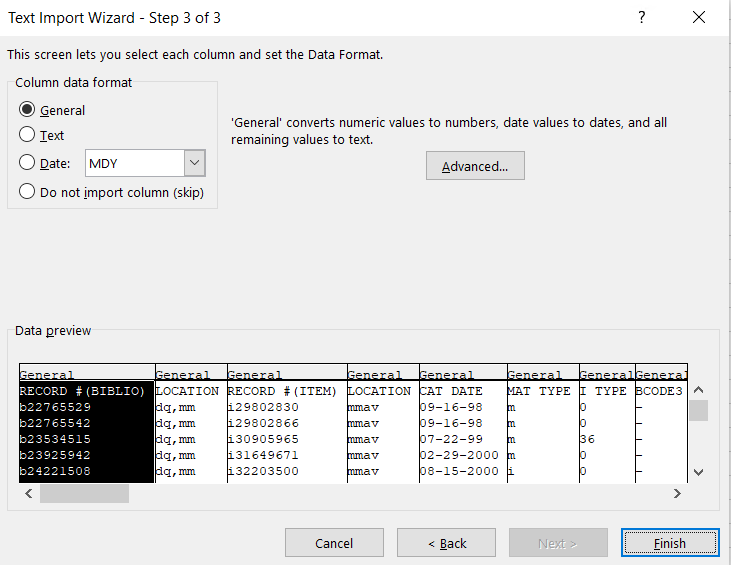 Text Import Wizard - Step 3 of 3 ?
This screen lets you select each column and set the Data Format.
Column data format
General
Text
Date: MDY
Do not import column (skip)
'General' converts numeric values to numbers, date values to dates, and all
remaining values to text.
Advanced...
Data preview
General General General General General General General General
RECORD #(BIBLIO) LOCATION RECORD #(ITEM) LOCATION CAT DATE MAT TYPE I TYPE BCODE3
b22765529 dq,mm i29802830 mmav 09-16-98 m 0 -
b22765542 dq,mm i29802866 mmav 09-16-98 m 0 -
b23534515 dq,mm i30905965 mmav 07-22-99 m 36 -
b23925942 dq,mm i31649671 mmav 02-29-2000 m 0 -
b24221508 dq,mm i32203500 mmav 08-15-2000 i 0 -
Cancel < Back Next > Finish